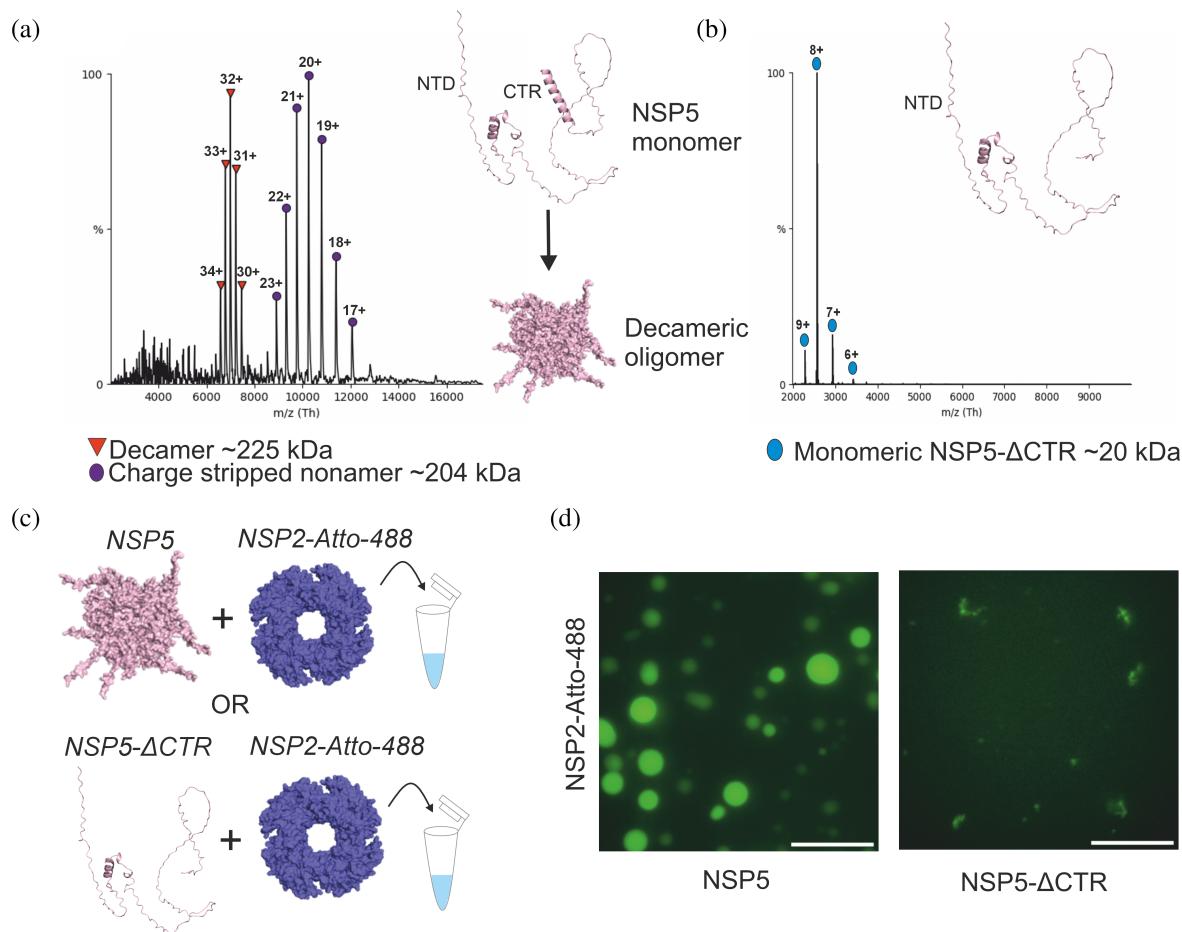 (a)
100
%
0
34+
33+
32+
31+
30+
23+
22+
21+
20+
19+
18+
17+
4000 6000 8000 10000 12000 14000 16000
m/z (Th)
NTD
CTR
NSP5
monomer
Decameric
oligomer
Decamer ~225 kDa
Charge stripped nonamer ~204 kDa
(b)
100
%
0
9+
8+
7+
6+
2000 3000 4000 5000 6000 7000 8000 9000
m/z (Th)
NTD
Monomeric NSP5-ΔCTR ~20 kDa
(c)
NSP5 NSP2-Atto-488
+
OR
NSP5-ΔCTR NSP2-Atto-488
+
(d)
NSP2-Atto-488
NSP5
NSP5-ΔCTR